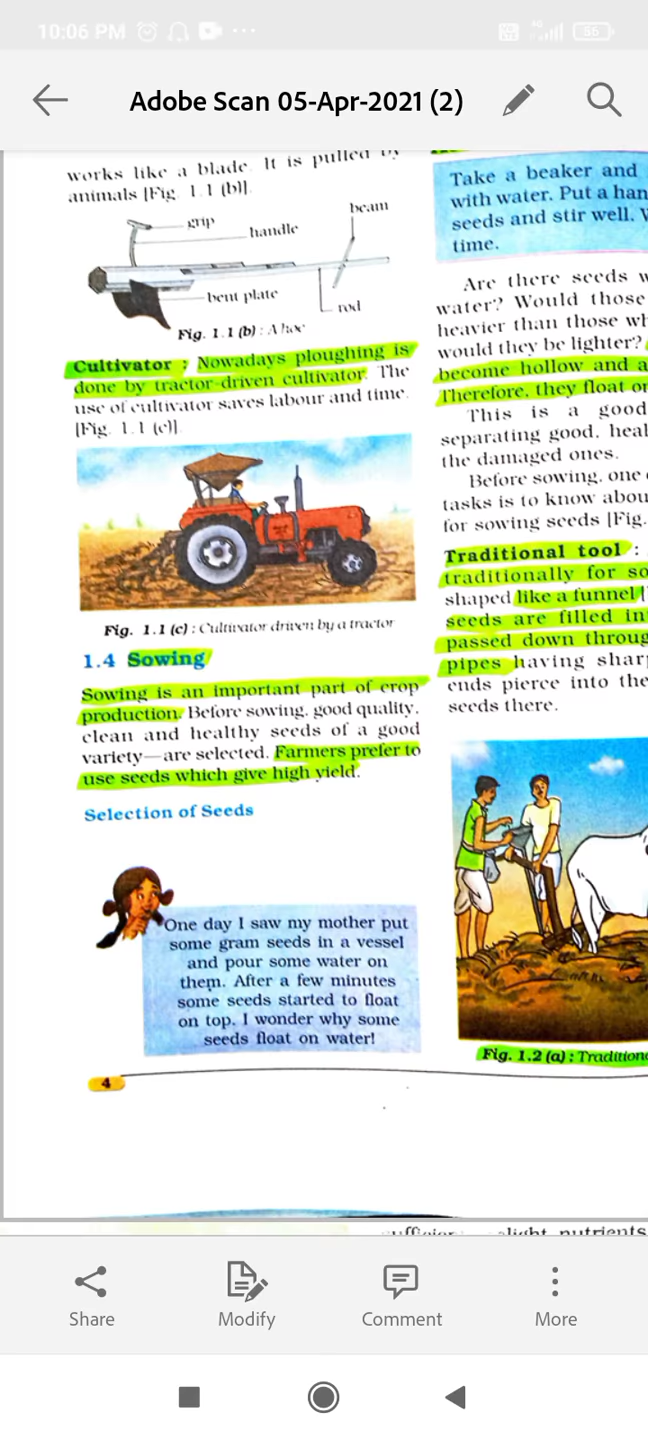 10:06 PM
4G
56
Adobe Scan 05-Apr-2021 (2)
works like a blade. It is pulled by
animals [Fig. 1.1 (b)].
grip
handle
beam
bent plate
rod
Fig. 1.1 (b) : A hoe
Cultivator : Nowadays ploughing is
done by tractor-driven cultivator. The
use of cultivator saves labour and time.
[Fig. 1.1 (c)]
Fig. 1.1 (c) : Cultivator driven by a tractor
1.4 Sowing
Sowing is an important part of crop
production. Before sowing, good quality,
clean and healthy seeds of a good
variety—are selected. Farmers prefer to
use seeds which give high yield.
Selection of Seeds
One day I saw my mother put
some gram seeds in a vessel
and pour some water on
them. After a few minutes
some seeds started to float
on top. I wonder why some
seeds float on water!
4
Take a beaker and
with water. Put a han
seeds and stir well. W
time.
Are there seeds w
water? Would those
heavier than those wh
would they be lighter?
become hollow and a
Therefore, they float on
This is a good
separating good, heal
the damaged ones.
Before sowing, one
tasks is to know abou
for sowing seeds [Fig.
Traditional tool :
traditionally for so
shaped like a funnel [
seeds are filled in
passed down throug
pipes having sharp
ends pierce into the
seeds there.
Fig. 1.2 (a) : Traditiona
light nutrients
Share
Modify
Comment
More